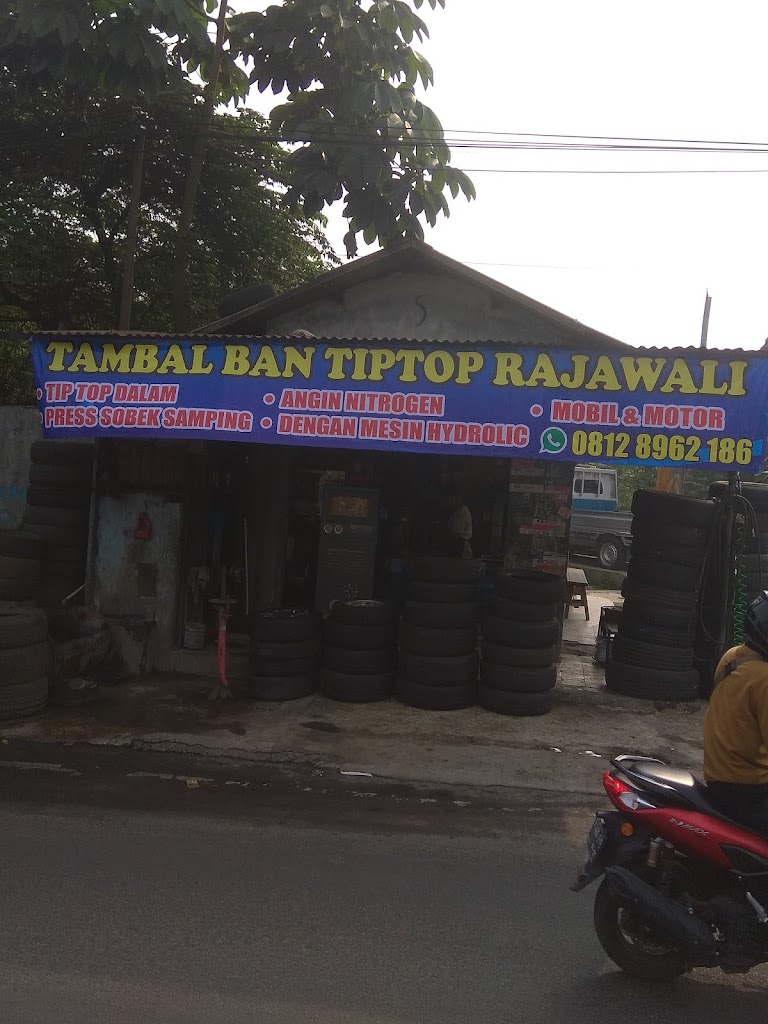 TAMBAL BAN TIPTOP RAJAWALI
• TIP TOP DALAM
• ANGIN NITROGEN
• MOBIL & MOTOR
• PRESS SOBEK SAMPING
• DENGAN MESIN HYDROLIC
0812 8962 186
NMAX